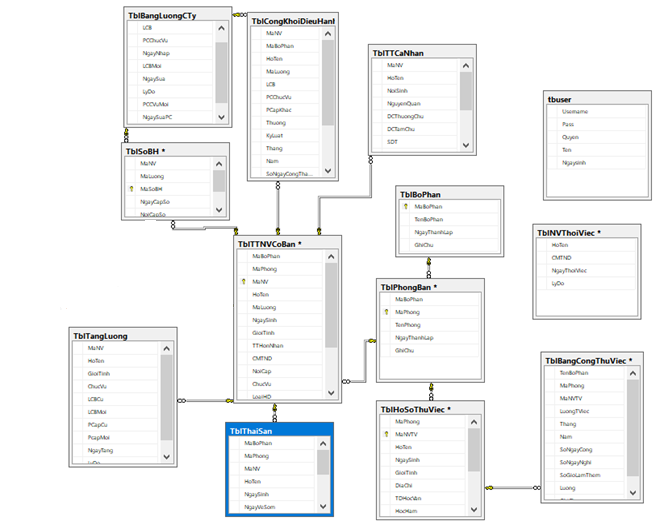 TblBangLuongCTy
LCB
PCChucVu
NgayNhap
LCBMoi
NgaySua
LyDo
PCCVuMoi
NgaySuaPC
TblCongKhoiDieuHanh
MaNV
MaBoPhan
HoTen
MaLuong
LCB
PCChucVu
PCapKhac
Thuong
KyLuat
Thang
Nam
SoNgayCongTha...
TblTTCaNhan
MaNV
HoTen
NoiSinh
NguyenQuan
DCThuongChu
DCTamChu
SDT
tbuser
Username
Pass
Quyen
Ten
Ngaysinh
TblSoBH *
MaNV
MaLuong
MaSoBH
NgayCapSo
NoiCapSo
TblBoPhan
MaBoPhan
TenBoPhan
NgayThanhLap
GhiChu
TblNVThoiViec *
HoTen
CMTND
NgayThoiViec
LyDo
TblTTNVCoBan *
MaBoPhan
MaPhong
MaNV
HoTen
MaLuong
NgaySinh
GioiTinh
TTHonNhan
CMTND
NoiCap
ChucVu
LoaiHD
TblPhongBan *
MaBoPhan
MaPhong
TenPhong
NgayThanhLap
GhiChu
TblTangLuong
MaNV
HoTen
GioiTinh
ChucVu
LCBCu
LCBMoi
PCapCu
PcapMoi
NgayTang
LyDo
TblBangCongThuViec *
TenBoPhan
MaPhong
MaNVTV
LuongTViec
Thang
Nam
SoNgayCong
SoNgayNghi
SoGioLamThem
Luong
TblHoSoThuViec *
MaPhong
MaNVTV
HoTen
NgaySinh
GioiTinh
DiaChi
TDHocVan
HocHam
TblThaiSan
MaBoPhan
MaPhong
MaNV
HoTen
NgaySinh
NgayVeSom